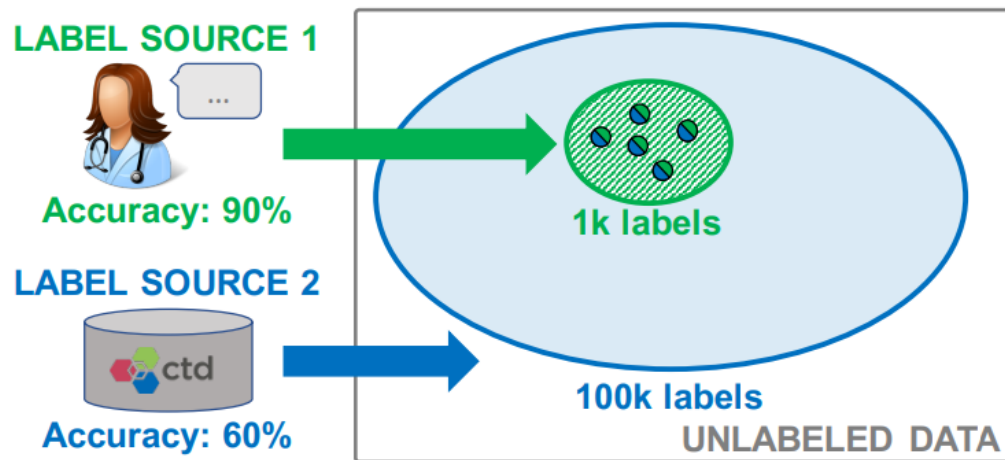 LABEL SOURCE 1
...
Accuracy: 90%
1k labels
LABEL SOURCE 2
ctd
Accuracy: 60%
100k labels
UNLABELED DATA